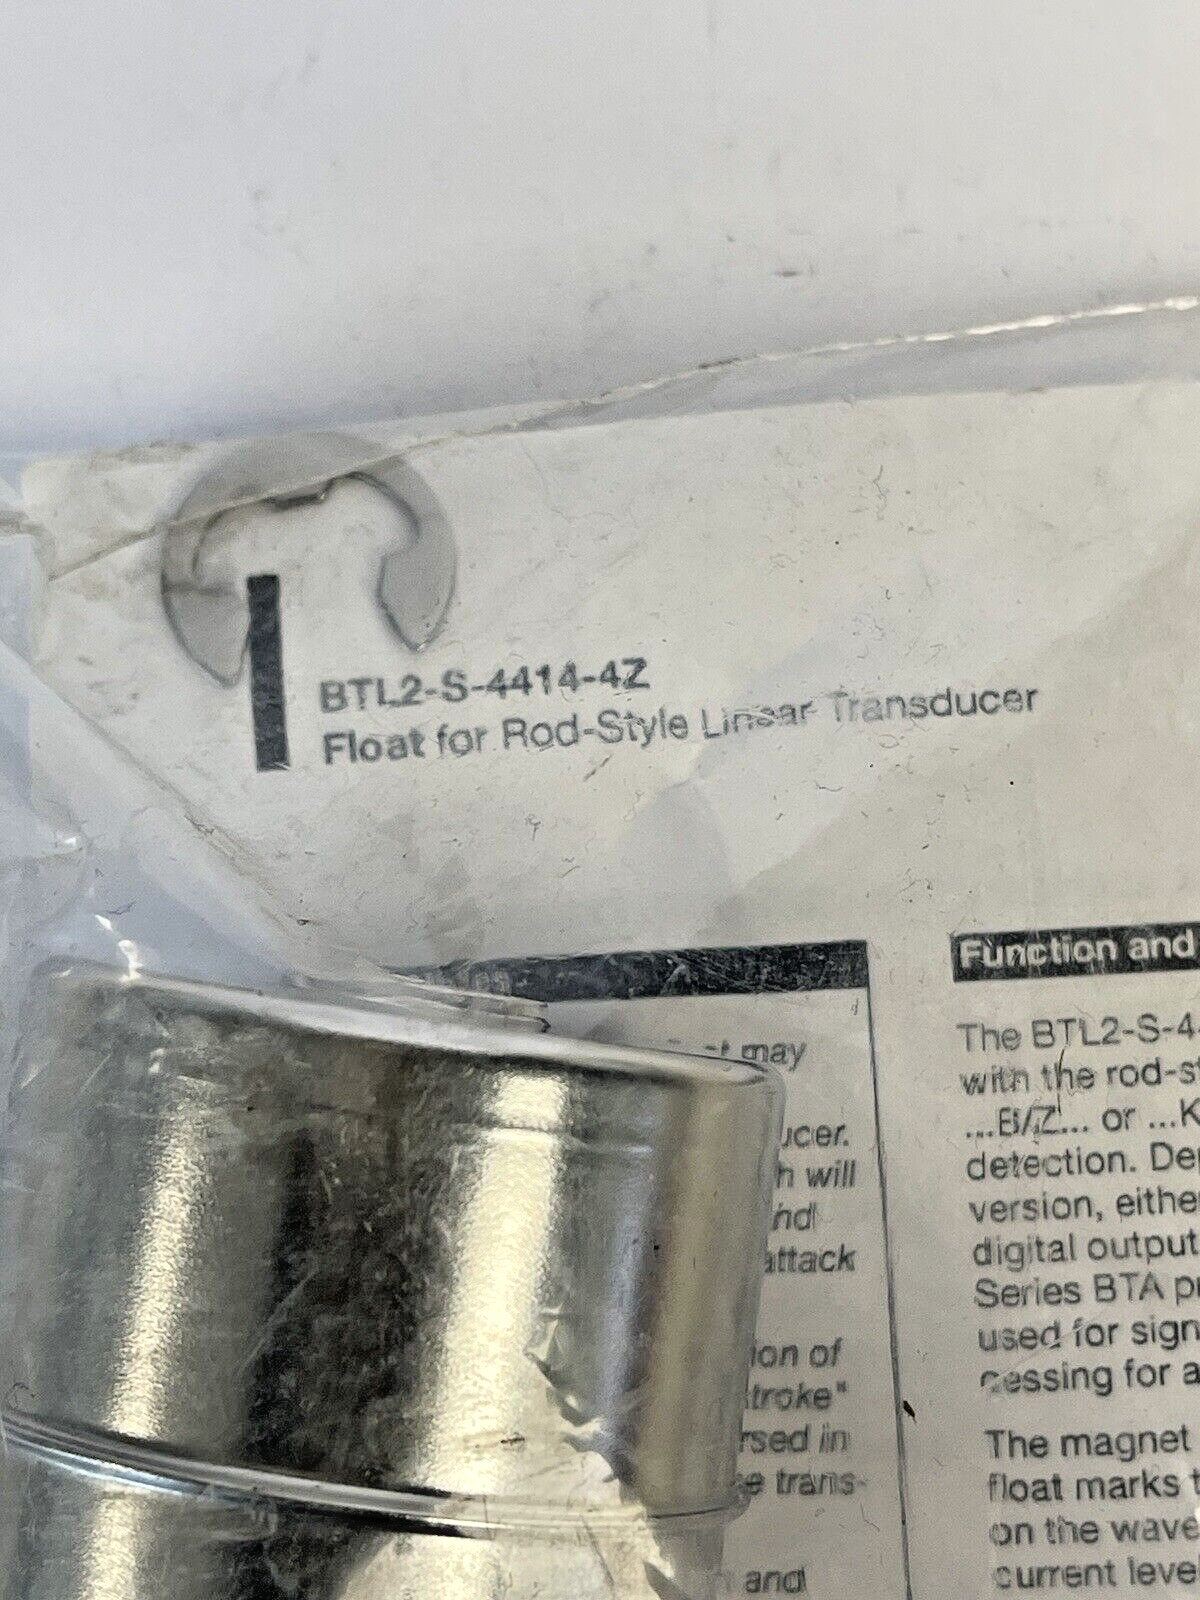 BTL2-S-4414-4Z
Float for Rod-Style Linear Transducer
may
ucer.
h will
nd
attack
ion of
stroke"
rsed in
e trans-
and
Function and
The BTL2-S-4
with the rod-s
...E/Z... or ...K
detection. De
version, eithe
digital output
Series BTA p
used for sign
cessing for a
The magnet
float marks t
on the wave
current leve